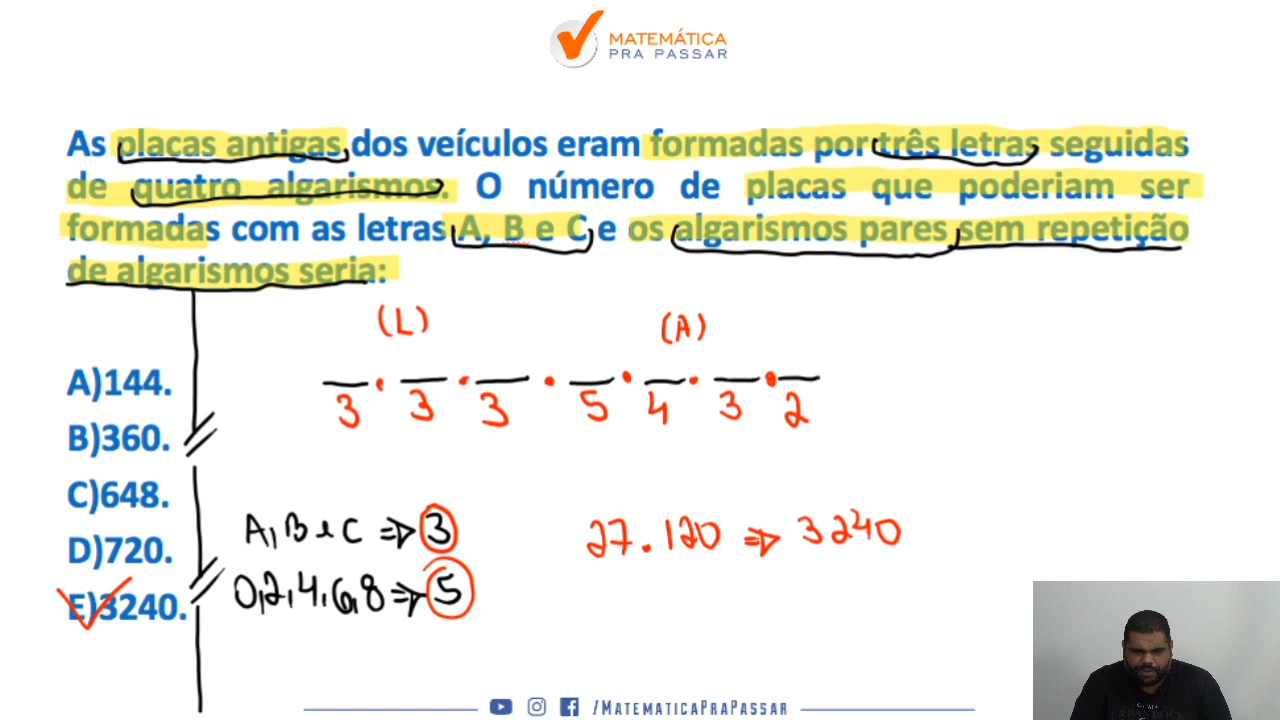 MATEMÁTICA
PRA PASSAR
As placas antigas dos veículos eram formadas por três letras seguidas
de quatro algarismos. O número de placas que poderiam ser
formadas com as letras A, B e C, e os algarismos pares sem repetição
de algarismos seria:
(L) (A)
A)144.
3 . 3 . 3 . 5 . 4 . 3 . 2
B)360.
C)648.
A, B e C ⇒ 3
27.120 ⇒ 3240
D)720.
0,2,4,6,8 ⇒ 5
E)3240.
/MatematicaPraPassar